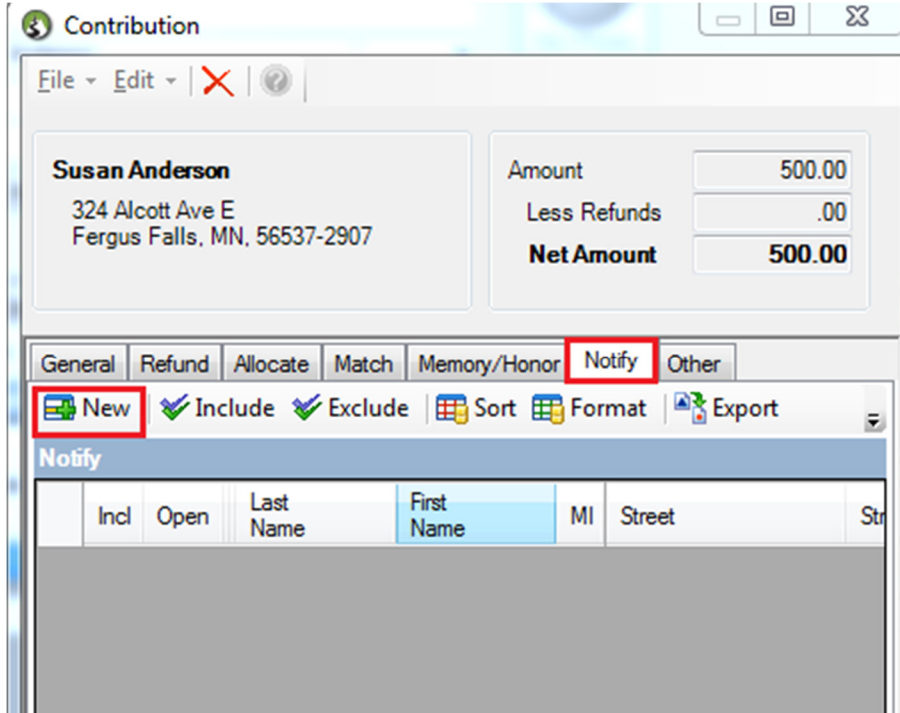 Contribution
File Edit
Susan Anderson
324 Alcott Ave E
Fergus Falls, MN, 56537-2907
Amount 500.00
Less Refunds .00
Net Amount 500.00
General Refund Allocate Match Memory/Honor Notify Other
New Include Exclude Sort Format Export
Notify
Incl Open Last Name First Name MI Street Str